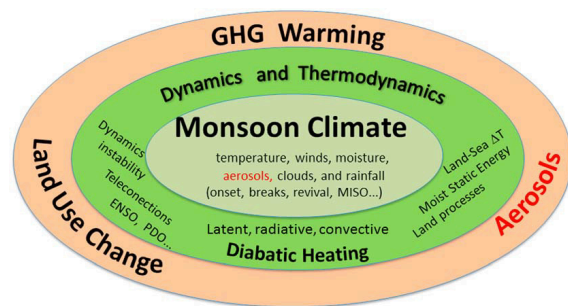 GHG Warming
Dynamics and Thermodynamics
Monsoon Climate
temperature, winds, moisture,
aerosols, clouds, and rainfall
(onset, breaks, revival, MISO...)
Dynamics
instability
Teleconections
ENSO, PDO...
Land-Sea ΔT
Moist Static Energy
Land processes
Latent, radiative, convective
Diabatic Heating
Land Use Change
Aerosols